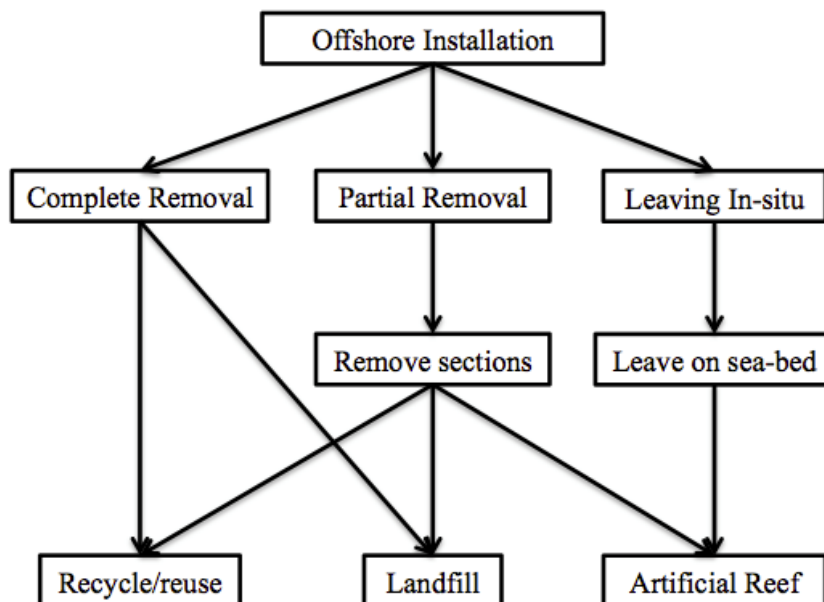 Offshore Installation
Complete Removal
Partial Removal
Leaving In-situ
Remove sections
Leave on sea-bed
Recycle/reuse
Landfill
Artificial Reef